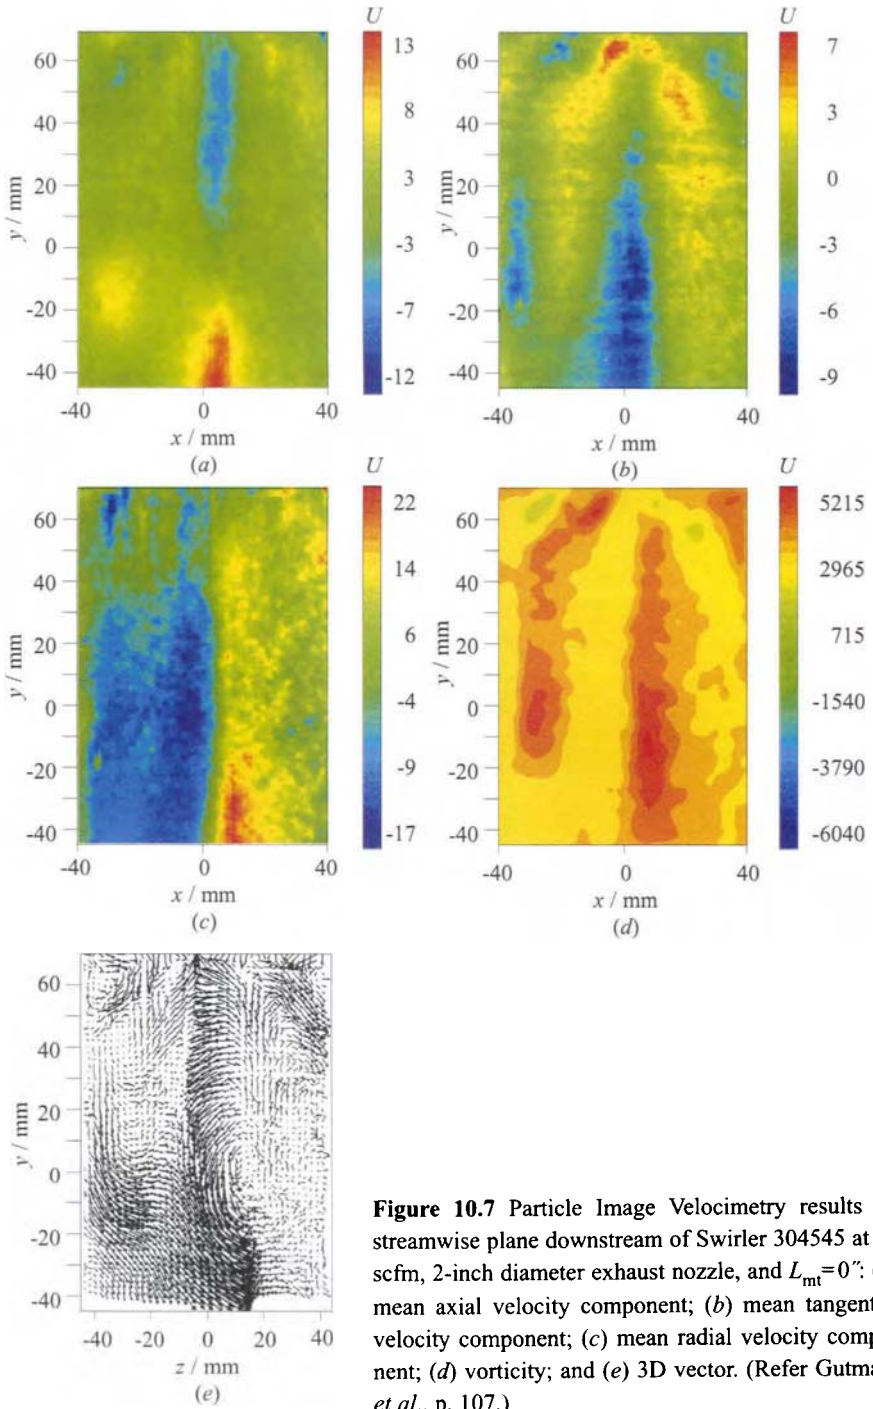 U
13
8
3
-3
-7
-12
60
40
20
0
-20
-40
y / mm
-40 0 40
x / mm
(a)
U
7
3
0
-3
-6
-9
60
40
20
0
-20
-40
y / mm
-40 0 40
x / mm
(b)
U
22
14
6
-4
-9
-17
60
40
20
0
-20
-40
y / mm
-40 0 40
x / mm
(c)
U
5215
2965
715
-1540
-3790
-6040
60
40
20
0
-20
-40
y / mm
-40 0 40
x / mm
(d)
60
40
20
0
-20
-40
y / mm
-40 -20 0 20 40
z / mm
(e)
Figure 10.7 Particle Image Velocimetry results
streamwise plane downstream of Swirler 304545 at
scfm, 2-inch diameter exhaust nozzle, and Lmt=0″:
mean axial velocity component; (b) mean tangent
velocity component; (c) mean radial velocity comp
nent; (d) vorticity; and (e) 3D vector. (Refer Gutma
et al., p. 107.)